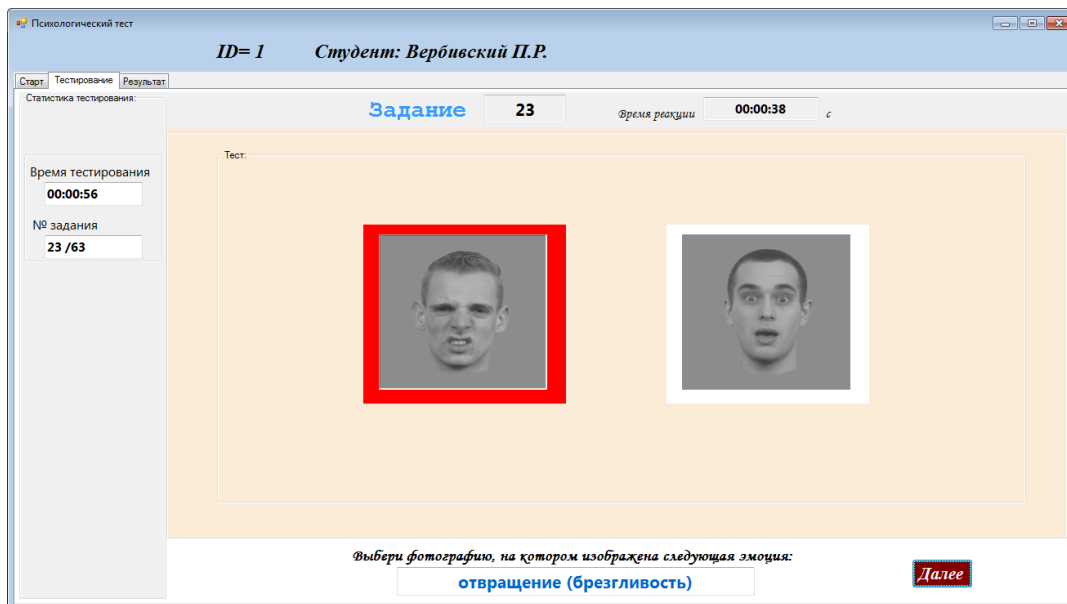 Психологический тест
ID= 1 Студент: Вербивский П.Р.
Старт Тестирование Результат
Статистика тестирования:
Задание 23 Время реакции 00:00:38 с
Тест:
Время тестирования
00:00:56
№ задания
23 /63
Выбери фотографию, на котором изображена следующая эмоция:
отвращение (брезгливость)
Далее